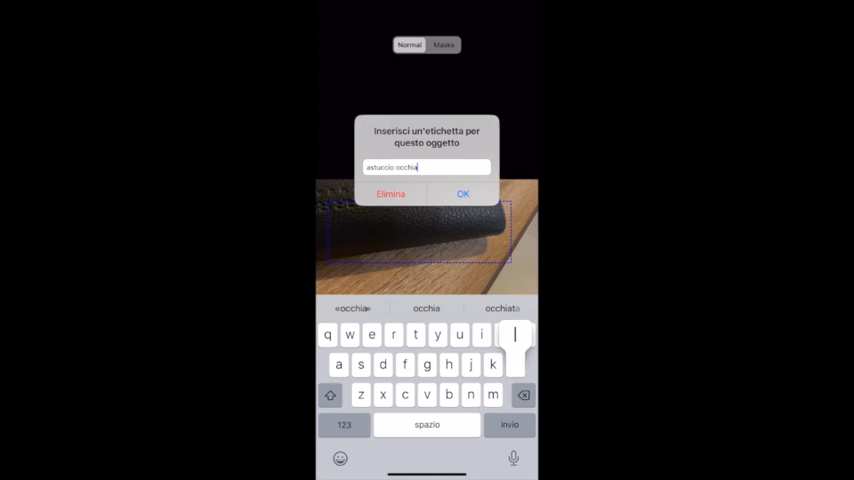 Normal Masks
Inserisci un'etichetta per
questo oggetto
astuccio occhia
Elimina OK
«occhia» occhia occhiata
q w e r t y u i
l
a s d f g h j k
z x c v b n m
123 spazio invio